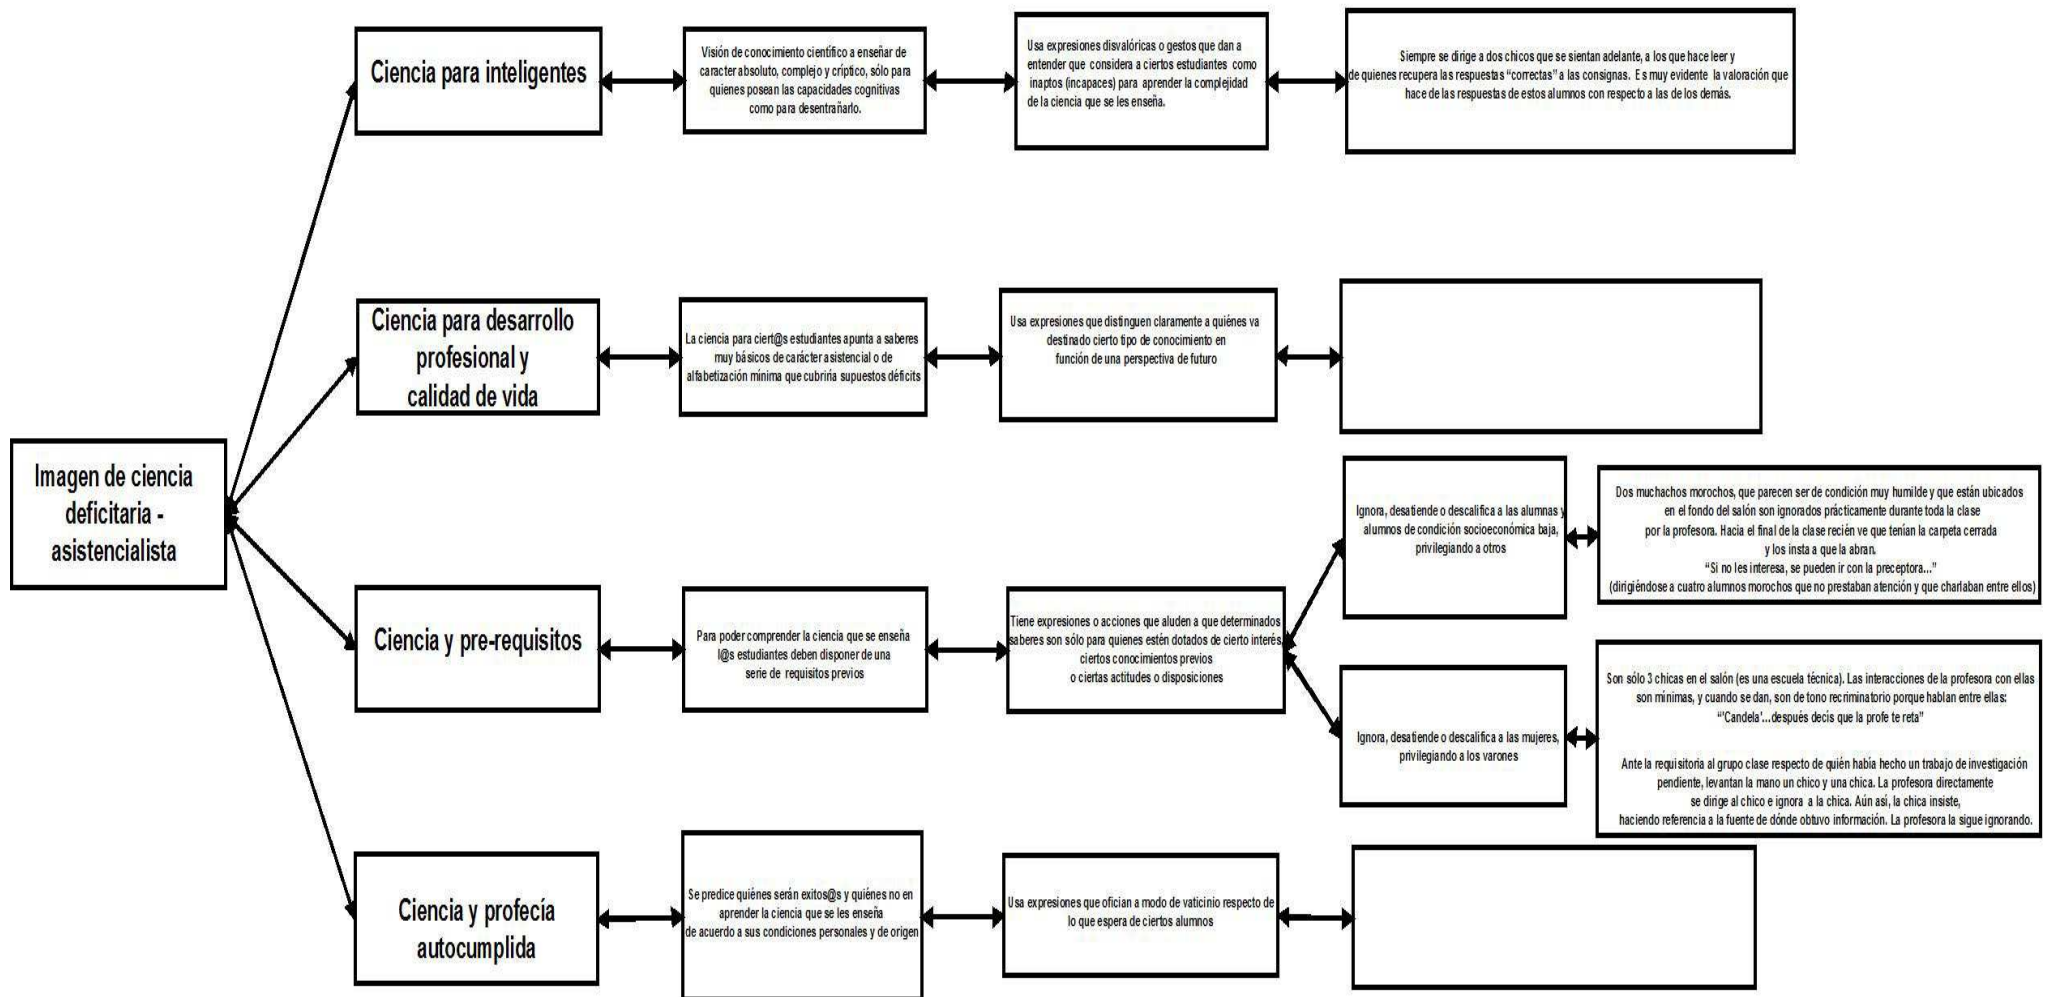 Ciencia para inteligentes
Visión de conocimiento científico a enseñar de
caracter absoluto, complejo y críptico, sólo para
quienes posean las capacidades cognitivas
como para desentrañarlo.
Usa expresiones disvalóricas o gestos que dan a
entender que considera a ciertos estudiantes como
inaptos (incapaces) para aprender la complejidad
de la ciencia que se les enseña.
Siempre se dirige a dos chicos que se sientan adelante, a los que hace leer y
de quienes recupera las respuestas “correctas” a las consignas. Es muy evidente la valoración que
hace de las respuestas de estos alumnos con respecto a las de los demás.
Ciencia para desarrollo
profesional y
calidad de vida
La ciencia para ciert@s estudiantes apunta a saberes
muy básicos de carácter asistencial o de
alfabetización mínima que cubriría supuestos déficits
Usa expresiones que distinguen claramente a quiénes va
destinado cierto tipo de conocimiento en
función de una perspectiva de futuro
Imagen de ciencia
deficitaria -
asistencialista
Ciencia y pre-requisitos
Para poder comprender la ciencia que se enseña
l@s estudiantes deben disponer de una
serie de requisitos previos
Tiene expresiones o acciones que aluden a que determinados
saberes son sólo para quienes estén dotados de cierto interés,
ciertos conocimientos previos
o ciertas actitudes o disposiciones
Ignora, desatiende o descalifica a las alumnas y
alumnos de condición socioeconómica baja,
privilegiando a otros
Dos muchachos morochos, que parecen ser de condición muy humilde y que están ubicados
en el fondo del salón son ignorados prácticamente durante toda la clase
por la profesora. Hacia el final de la clase recién ve que tenían la carpeta cerrada
y los insta a que la abran.
“Si no les interesa, se pueden ir con la preceptora...”
(dirigiéndose a cuatro alumnos morochos que no prestaban atención y que charlaban entre ellos)
Ignora, desatiende o descalifica a las mujeres,
privilegiando a los varones
Son sólo 3 chicas en el salón (es una escuela técnica). Las interacciones de la profesora con ellas
son mínimas, y cuando se dan, son de tono recriminatorio porque hablan entre ellas:
“'Candela'...después decis que la profe te reta”
Ante la requisitoria al grupo clase respecto de quién había hecho un trabajo de investigación
pendiente, levantan la mano un chico y una chica. La profesora directamente
se dirige al chico e ignora a la chica. Aún así, la chica insiste,
haciendo referencia a la fuente de dónde obtuvo información. La profesora la sigue ignorando.
Ciencia y profecía
autocumplida
Se predice quiénes serán exitos@s y quiénes no en
aprender la ciencia que se les enseña
de acuerdo a sus condiciones personales y de origen
Usa expresiones que ofician a modo de vaticinio respecto de
lo que espera de ciertos alumnos